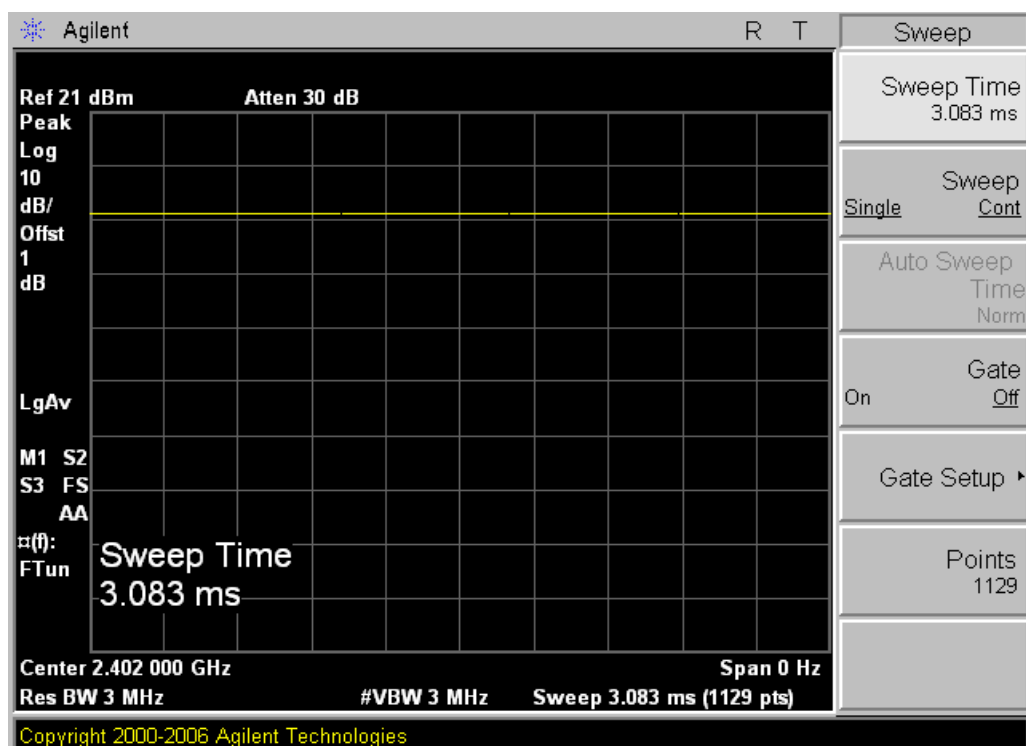 Agilent R T Sweep
Ref 21 dBm Atten 30 dB
Peak
Log
10
dB/
Offst
1
dB
LgAv
M1 S2
S3 FS
AA
¤(f):
FTun
Sweep Time
3.083 ms
Center 2.402 000 GHz Span 0 Hz
Res BW 3 MHz #VBW 3 MHz Sweep 3.083 ms (1129 pts)
Copyright 2000-2006 Agilent Technologies
Sweep Time
3.083 ms
Sweep
Single Cont
Auto Sweep
Time
Norm
Gate
On Off
Gate Setup
Points
1129